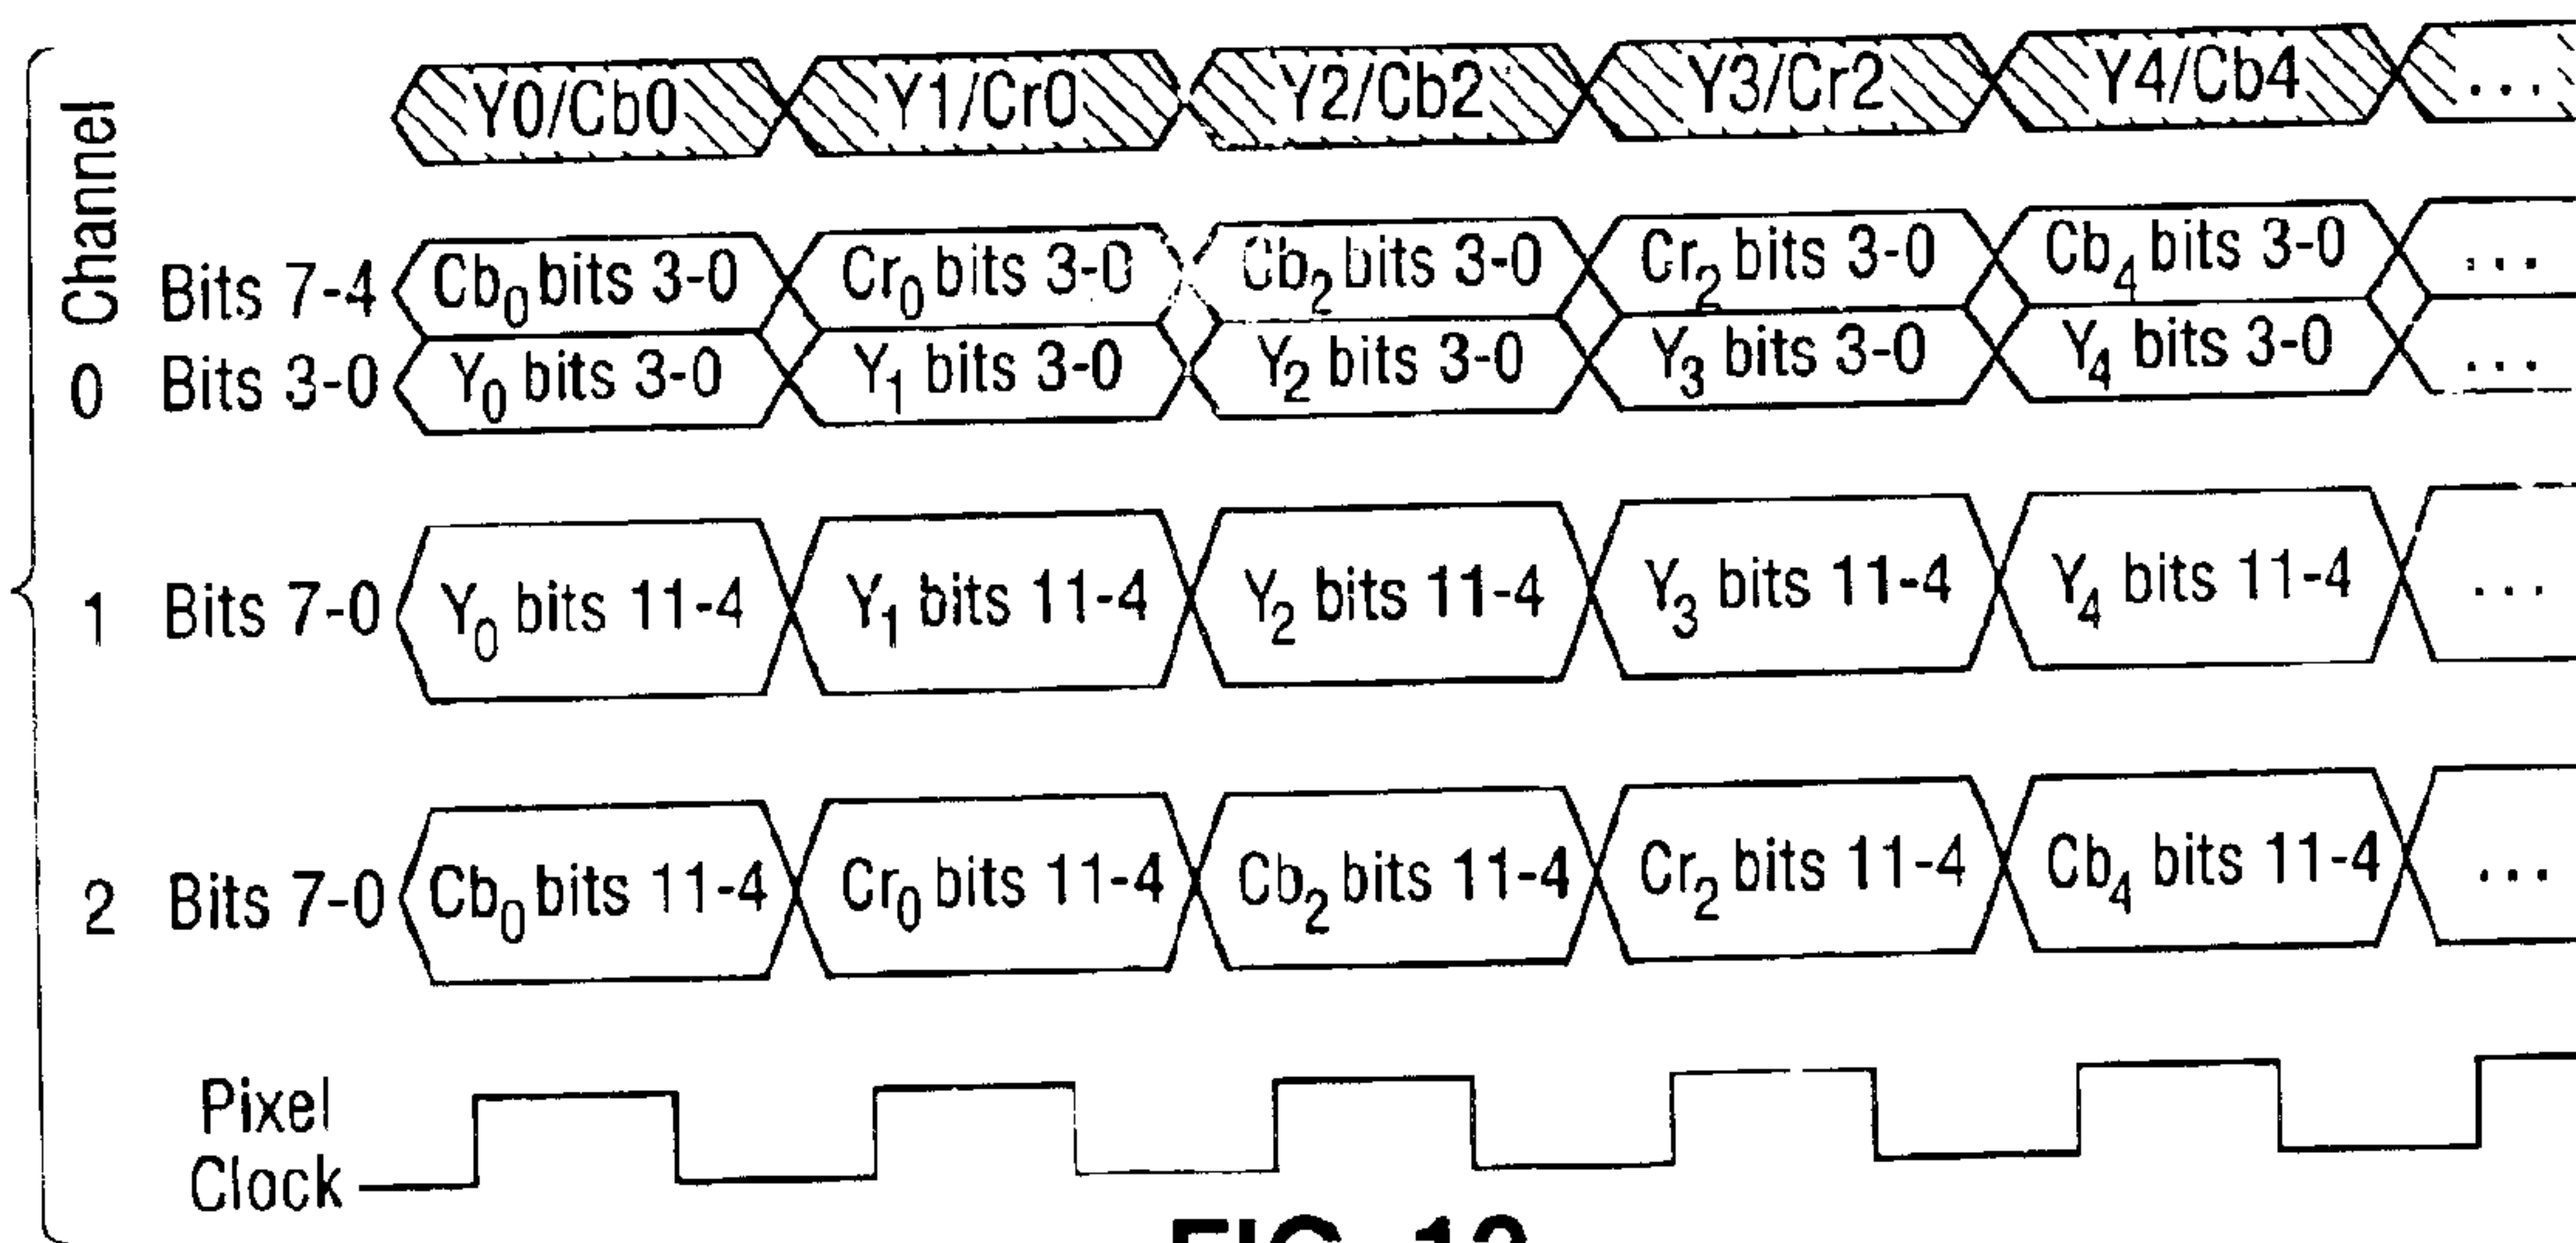 Channel
Y0/Cb0 Y1/Cr0 Y2/Cb2 Y3/Cr2 Y4/Cb4 ...
Bits 7-4 Cb0 bits 3-0 Cr0 bits 3-0 Cb2 bits 3-0 Cr2 bits 3-0 Cb4 bits 3-0 ...
0 Bits 3-0 Y0 bits 3-0 Y1 bits 3-0 Y2 bits 3-0 Y3 bits 3-0 Y4 bits 3-0 ...
1 Bits 7-0 Y0 bits 11-4 Y1 bits 11-4 Y2 bits 11-4 Y3 bits 11-4 Y4 bits 11-4 ...
2 Bits 7-0 Cb0 bits 11-4 Cr0 bits 11-4 Cb2 bits 11-4 Cr2 bits 11-4 Cb4 bits 11-4 ...
Pixel
Clock
FIG.